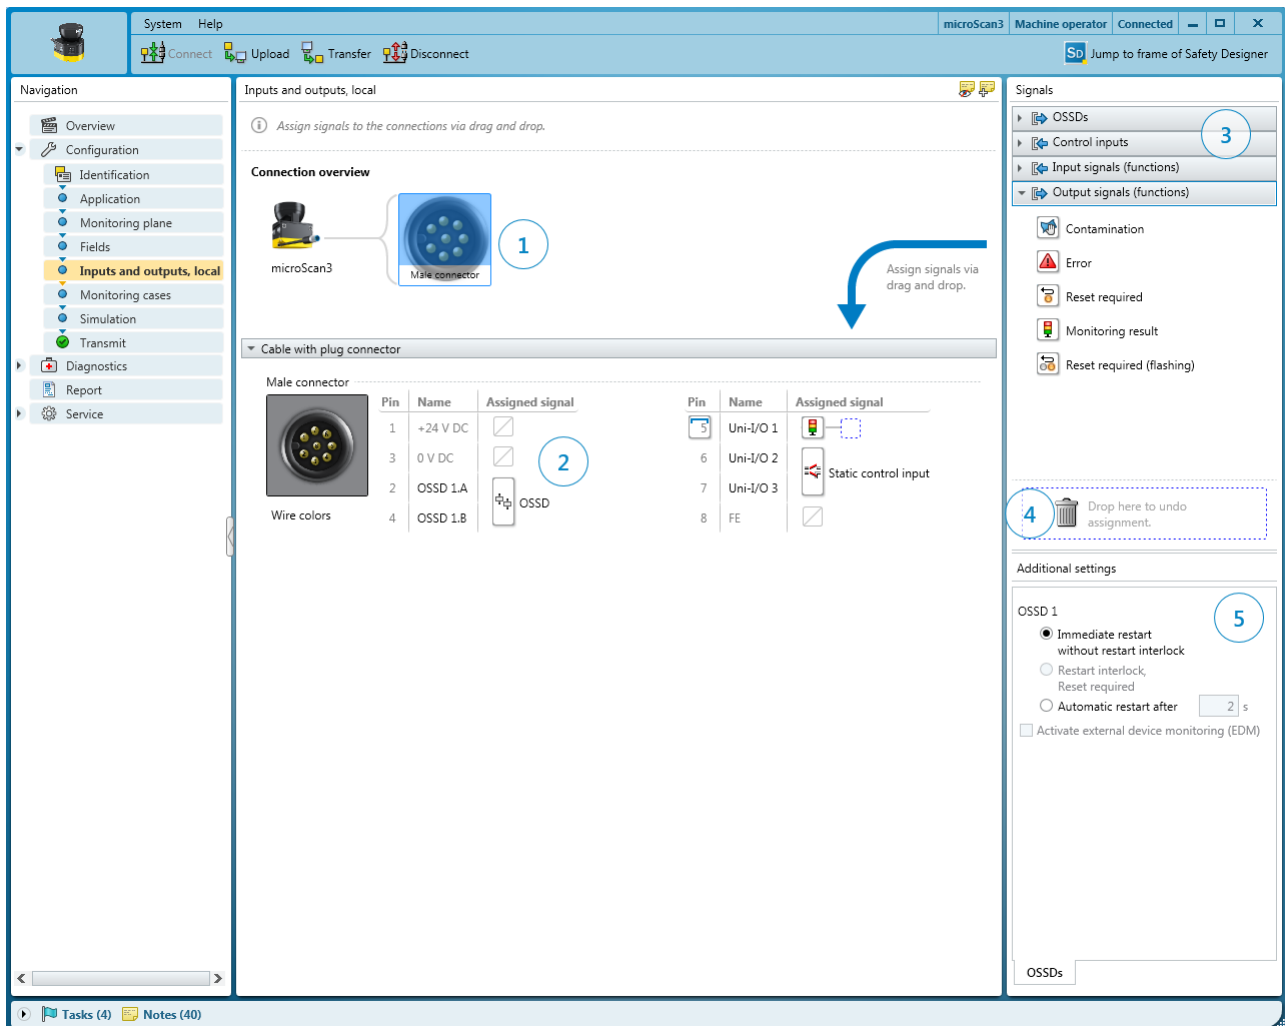 System Help
microScan3 Machine operator Connected
Connect Upload Transfer Disconnect
SD Jump to frame of Safety Designer
Navigation
Overview
Configuration
Identification
Application
Monitoring plane
Fields
Inputs and outputs, local
Monitoring cases
Simulation
Transmit
Diagnostics
Report
Service
Inputs and outputs, local
Assign signals to the connections via drag and drop.
Connection overview
microScan3
Male connector
1
Assign signals via
drag and drop.
Cable with plug connector
Male connector
Wire colors
Pin Name Assigned signal
1 +24 V DC
3 0 V DC
2 OSSD 1.A
OSSD
4 OSSD 1.B
2
Pin Name Assigned signal
5 Uni-I/O 1
6 Uni-I/O 2
Static control input
7 Uni-I/O 3
8 FE
Signals
OSSDs
Control inputs
3
Input signals (functions)
Output signals (functions)
Contamination
Error
Reset required
Monitoring result
Reset required (flashing)
4
Drop here to undo
assignment.
Additional settings
OSSD 1
5
Immediate restart
without restart interlock
Restart interlock,
Reset required
Automatic restart after 2 s
Activate external device monitoring (EDM)
OSSDs
Tasks (4) Notes (40)